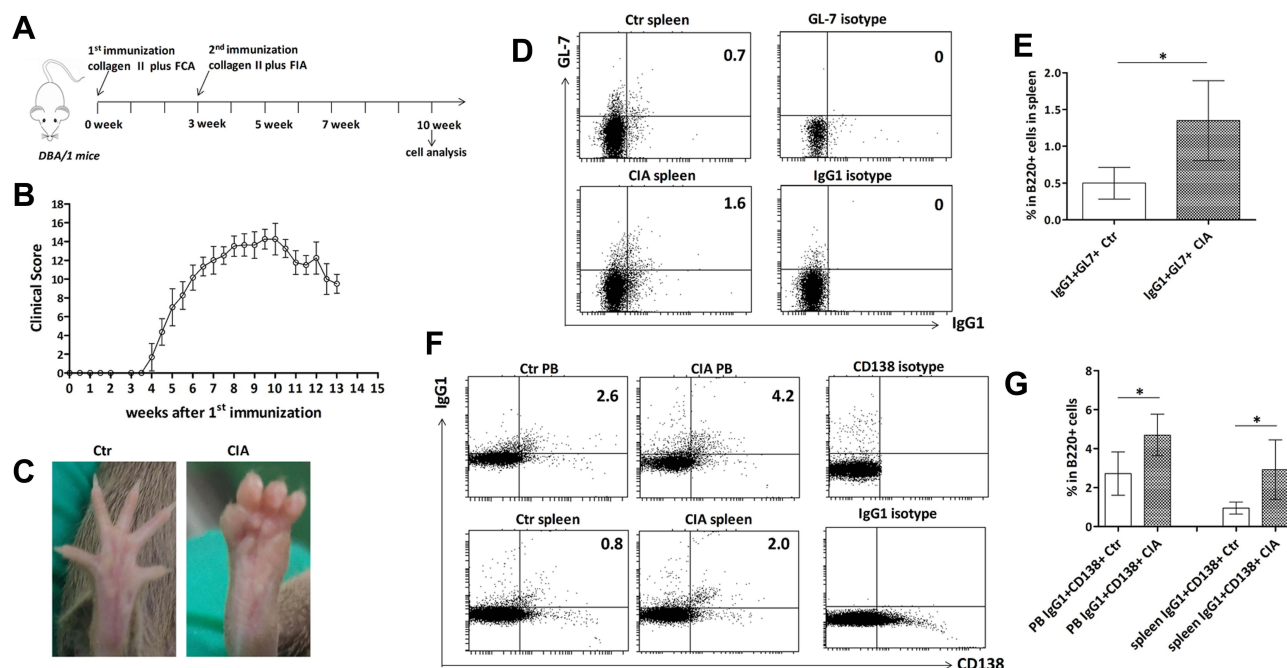 A
1st immunization
collagen II plus FCA
2nd immunization
collagen II plus FIA
0 week
3 week
5 week
7 week
10 week
cell analysis
DBA/1 mice
B
Clinical Score
18
16
14
12
10
8
6
4
2
0
0 1 2 3 4 5 6 7 8 9 10 11 12 13 14 15
weeks after 1st immunization
C
Ctr
CIA
D
GL-7
Ctr spleen
0.7
GL-7 isotype
0
CIA spleen
1.6
IgG1 isotype
0
IgG1
E
% in B220+ cells in spleen
2.0
1.5
1.0
0.5
0.0
*
IgG1+GL7+ Ctr
IgG1+GL7+ CIA
F
IgG1
Ctr PB
2.6
CIA PB
4.2
CD138 isotype
Ctr spleen
0.8
CIA spleen
2.0
IgG1 isotype
CD138
G
% in B220+ cells
8
6
4
2
0
*
*
PB IgG1+CD138+ Ctr
PB IgG1+CD138+ CIA
spleen IgG1+CD138+ Ctr
spleen IgG1+CD138+ CIA